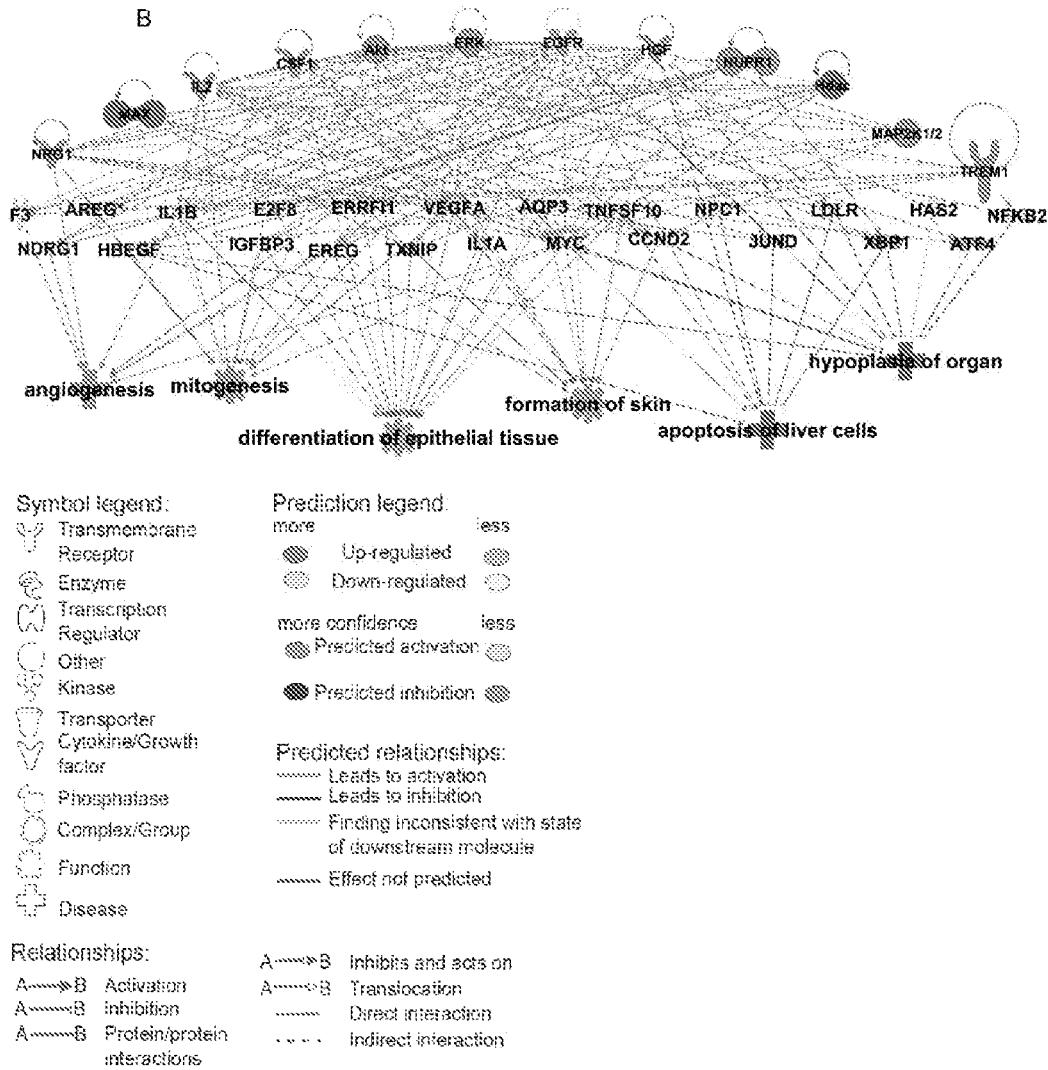 B
CSF1
Akt
ERK
EGFR
HGF
NUPR1
IL2
Hdac
MAX
MAP2K1/2
NRG1
TREM1
F3
AREG*
IL1B
E2F8
ERRFI1
VEGFA
AQP3
TNFSF10
NPC1
LDLR
HAS2
NFKB2
NDRG1
HBEGF
IGFBP3
EREG
TXNIP
IL1A
MYC
CCND2
JUND
XBP1
ATF4
hypoplasia of organ
angiogenesis
mitogenesis
formation of skin
differentiation of epithelial tissue
apoptosis of liver cells
Symbol legend:
Transmembrane
Receptor
Enzyme
Transcription
Regulator
Other
Kinase
Transporter
Cytokine/Growth
factor
Phosphatase
Complex/Group
Function
Disease
Prediction legend:
more less
Up-regulated
Down-regulated
more confidence less
Predicted activation
Predicted inhibition
Predicted relationships:
Leads to activation
Leads to inhibition
Finding inconsistent with state
of downstream molecule
Effect not predicted
Relationships:
A B Activation
A B Inhibition
A B Protein/protein
interactions
A B Inhibits and acts on
A B Translocation
Direct interaction
Indirect interaction